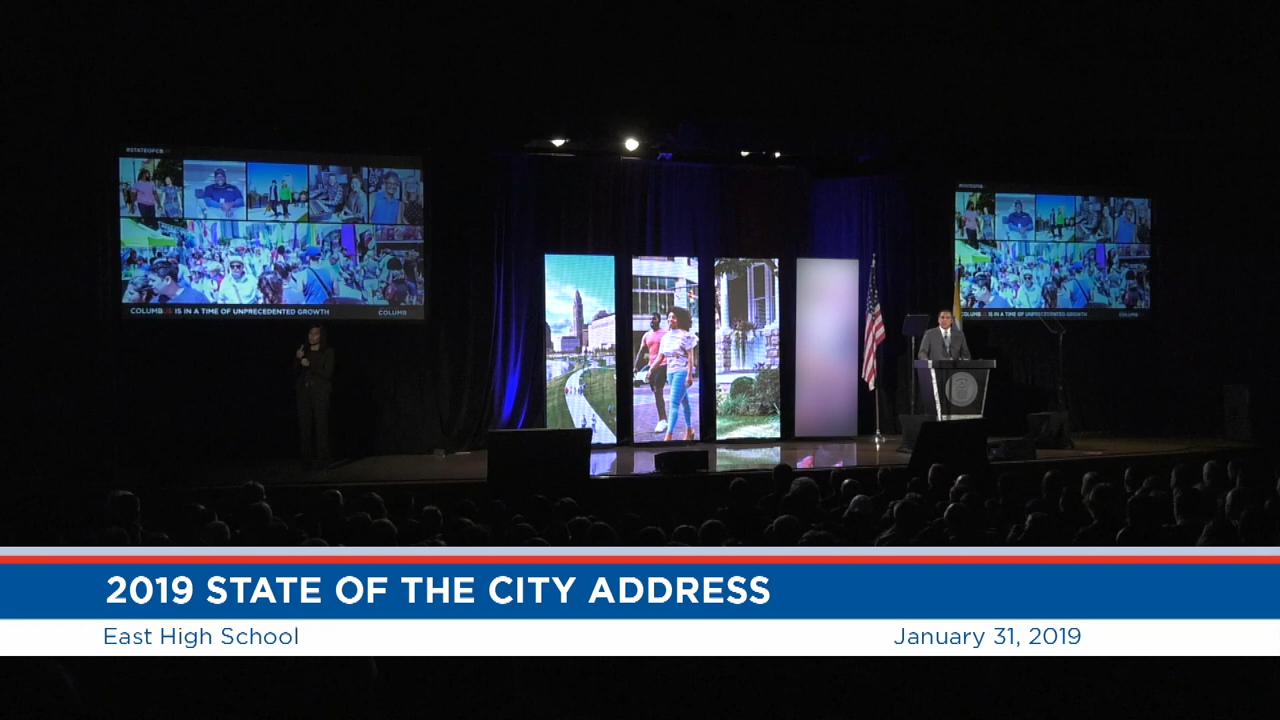 COLUMBUS IS IN A TIME OF UNPRECEDENTED GROWTH
COLUMB
COLUMBUS IS IN A TIME OF UNPRECEDENTED GROWTH
2019 STATE OF THE CITY ADDRESS
East High School
January 31, 2019